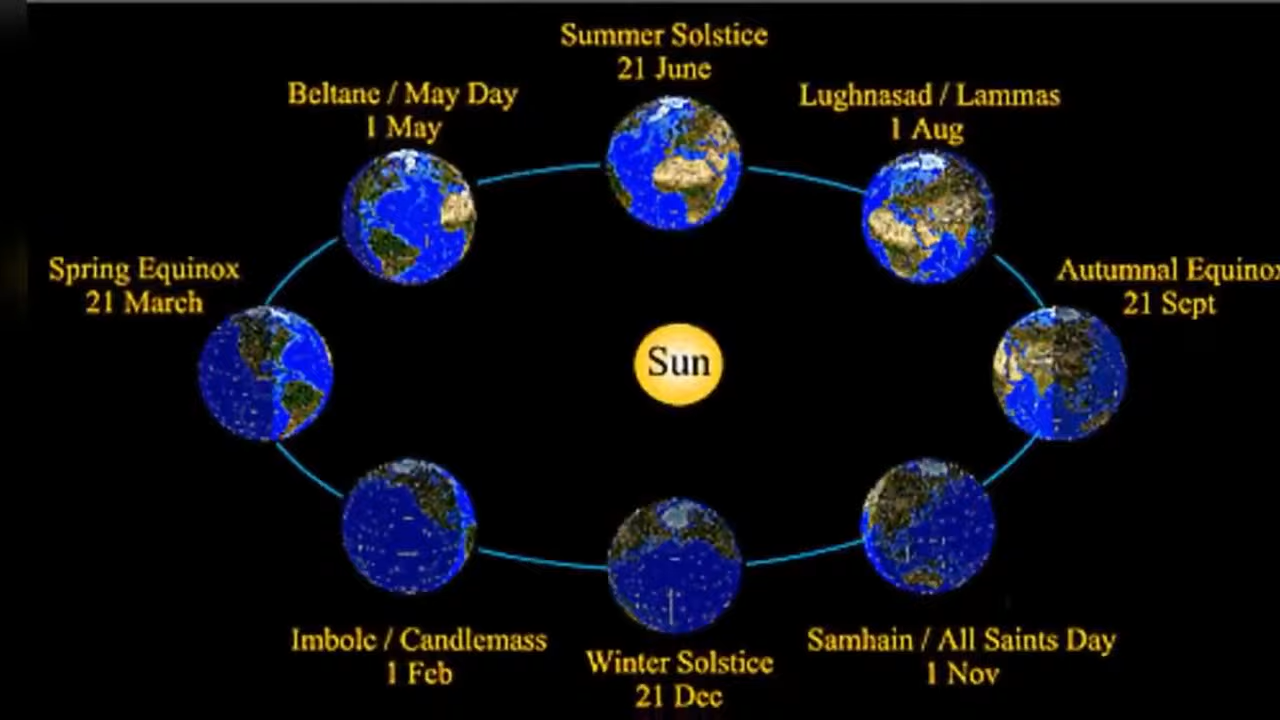 Summer Solstice
21 June
Beltane / May Day
1 May
Lughnasad / Lammas
1 Aug
Spring Equinox
21 March
Autumnal Equinox
21 Sept
Sun
Imbolc / Candlemass
1 Feb
Winter Solstice
21 Dec
Samhain / All Saints Day
1 Nov